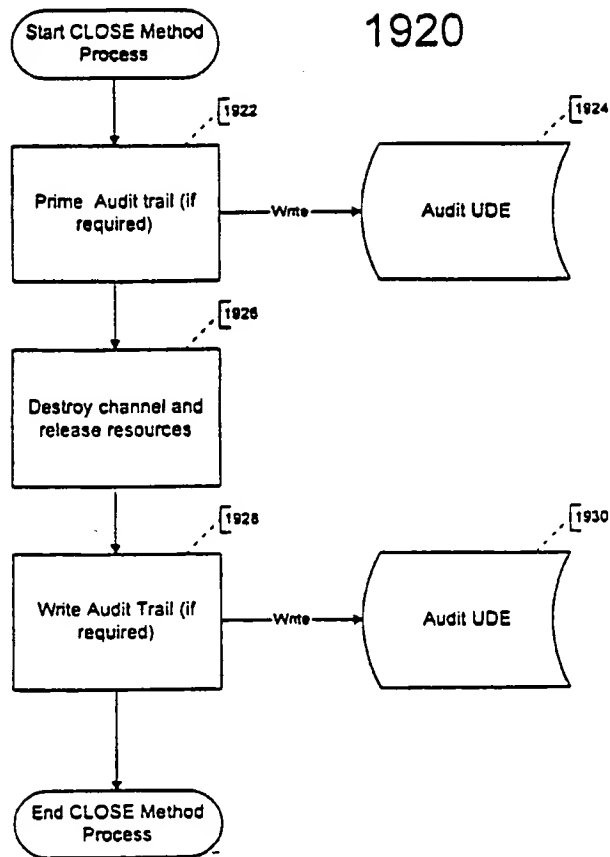 1920
Start CLOSE Method
Process
1922
Prime Audit trail (if
required)
Write
1924
Audit UDE
1926
Destroy channel and
release resources
1928
Write Audit Trail (if
required)
Write
1930
Audit UDE
End CLOSE Method
Process